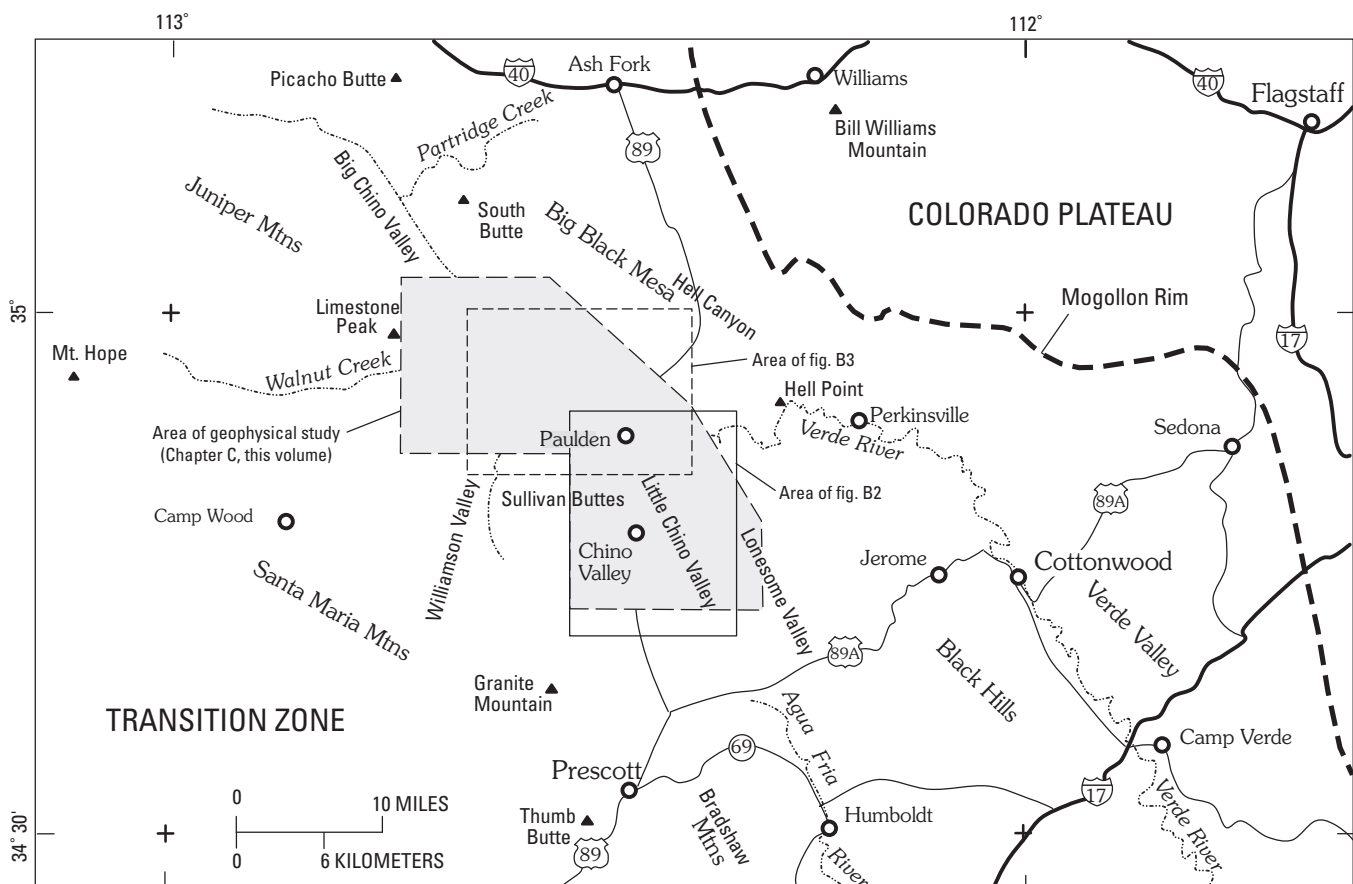 113°
112°
Picacho Butte
40
Ash Fork
Williams
40
Flagstaff
Partridge Creek
Bill Williams
Mountain
89
Big Chino Valley
Juniper Mtns
South
Butte
Big Black Mesa
COLORADO PLATEAU
Hell Canyon
Mogollon Rim
35°
Limestone
Peak
17
Mt. Hope
Walnut Creek
Area of fig. B3
Hell Point
Perkinsville
Verde River
Area of geophysical study
(Chapter C, this volume)
Paulden
Sedona
Area of fig. B2
Sullivan Buttes
Little Chino Valley
89A
Camp Wood
Williamson Valley
Chino
Valley
Lonesome Valley
Jerome
Cottonwood
Santa Maria Mtns
Verde Valley
89A
Black Hills
Granite
Mountain
TRANSITION ZONE
Agua
Fria
River
69
Camp Verde
Prescott
0
10 MILES
0
6 KILOMETERS
17
Verde River
Thumb
Butte
Bradshaw
Mtns
Humboldt
34° 30'
89